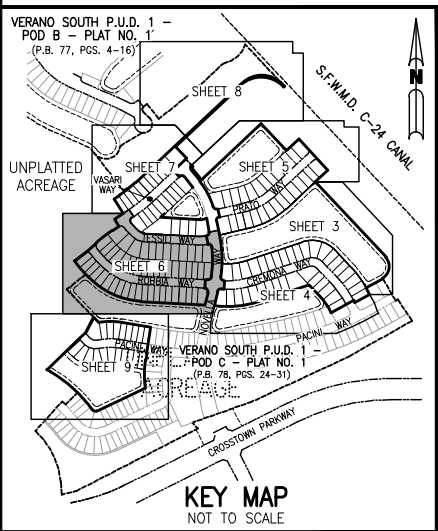 VERANO SOUTH P.U.D. 1 –
POD B – PLAT NO. 1
(P.B. 77, PGS. 4-16)
N
SHEET 8
S.F.W.M.D. C-24 CANAL
UNPLATTED
ACREAGE
SHEET 7
VASARI
WAY
SHEET 5
PRATO WAY
SHEET 3
TESSIL WAY
SHEET 6
ROBBIA WAY
WAY
CREMONA WAY
SHEET 4
PACINI WAY
PACINI WAY
SHEET 9
VERANO SOUTH P.U.D. 1 –
POD C – PLAT NO. 1
(P.B. 78, PGS. 24-31)
ACREAGE
CROSSTOWN PARKWAY
KEY MAP
NOT TO SCALE